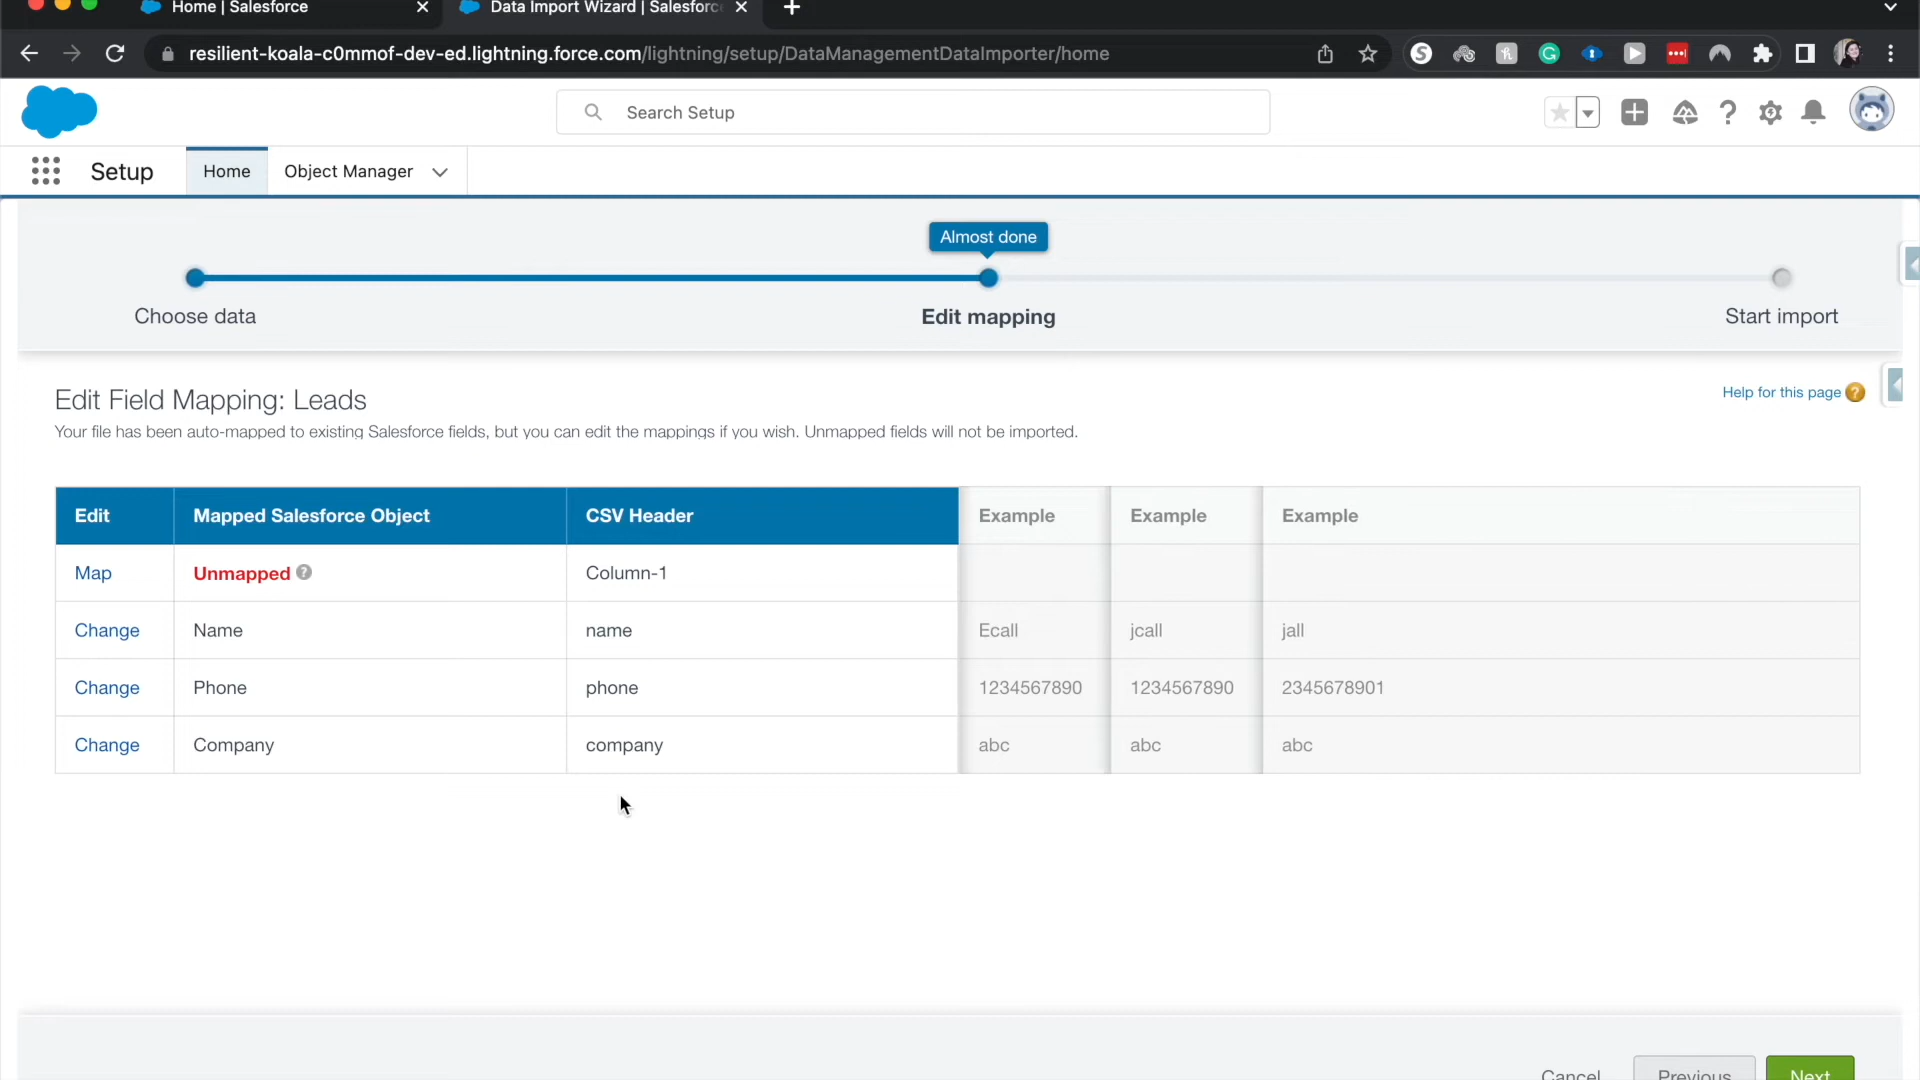 Home | Salesforce
Data Import Wizard | Salesforc
resilient-koala-c0mmof-dev-ed.lightning.force.com/lightning/setup/DataManagementDataImporter/home
Search Setup
Setup
Home
Object Manager
Almost done
Choose data
Edit mapping
Start import
Edit Field Mapping: Leads
Help for this page
Your file has been auto-mapped to existing Salesforce fields, but you can edit the mappings if you wish. Unmapped fields will not be imported.
Edit Mapped Salesforce Object CSV Header Example Example Example
Map Unmapped Column-1
Change Name name Ecall jcall jall
Change Phone phone 1234567890 1234567890 2345678901
Change Company company abc abc abc
Cancel Previous Next